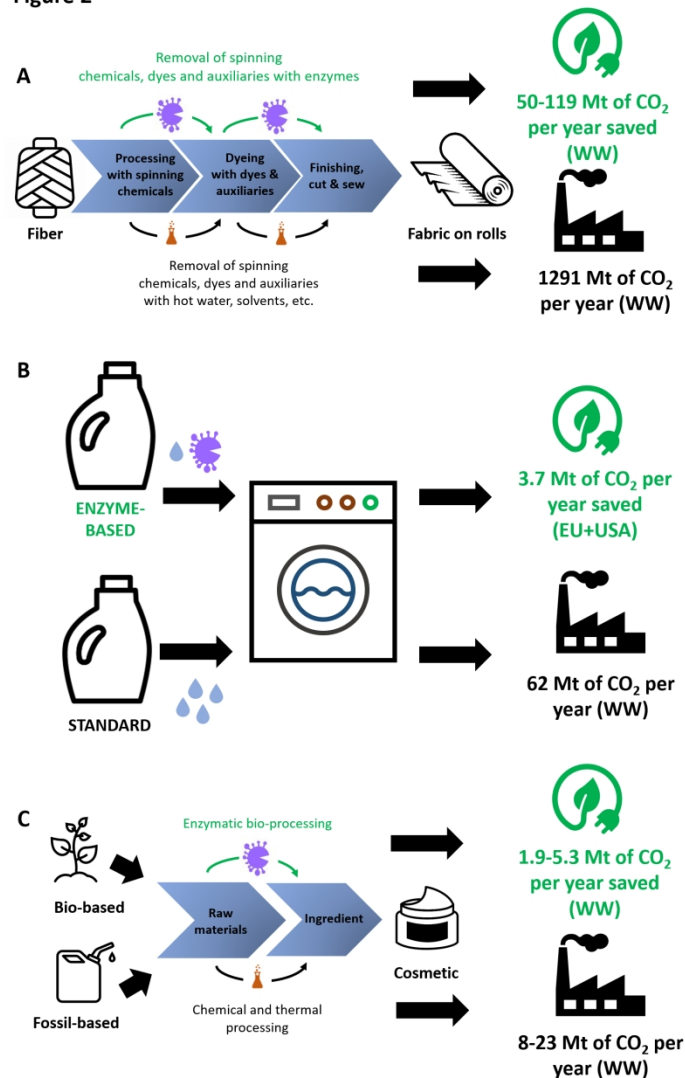 Figure 2
A
Removal of spinning
chemicals, dyes and auxiliaries with enzymes
Fiber
Processing
with spinning
chemicals
Dyeing
with dyes &
auxiliaries
Finishing,
cut & sew
Removal of spinning
chemicals, dyes and auxiliaries
with hot water, solvents, etc.
Fabric on rolls
50-119 Mt of CO₂
per year saved
(WW)
1291 Mt of CO₂
per year (WW)
B
ENZYME-
BASED
STANDARD
3.7 Mt of CO₂ per
year saved
(EU+USA)
62 Mt of CO₂ per
year (WW)
C
Bio-based
Fossil-based
Enzymatic bio-processing
Raw
materials
Ingredient
Chemical and thermal
processing
Cosmetic
1.9-5.3 Mt of CO₂
per year saved
(WW)
8-23 Mt of CO₂ per
year (WW)